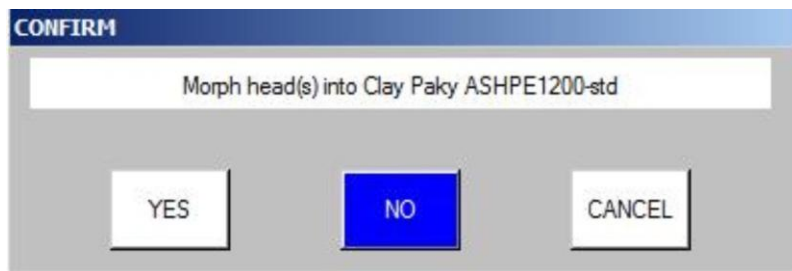 CONFIRM
Morph head(s) into Clay Paky ASHPE1200-std
YES NO CANCEL